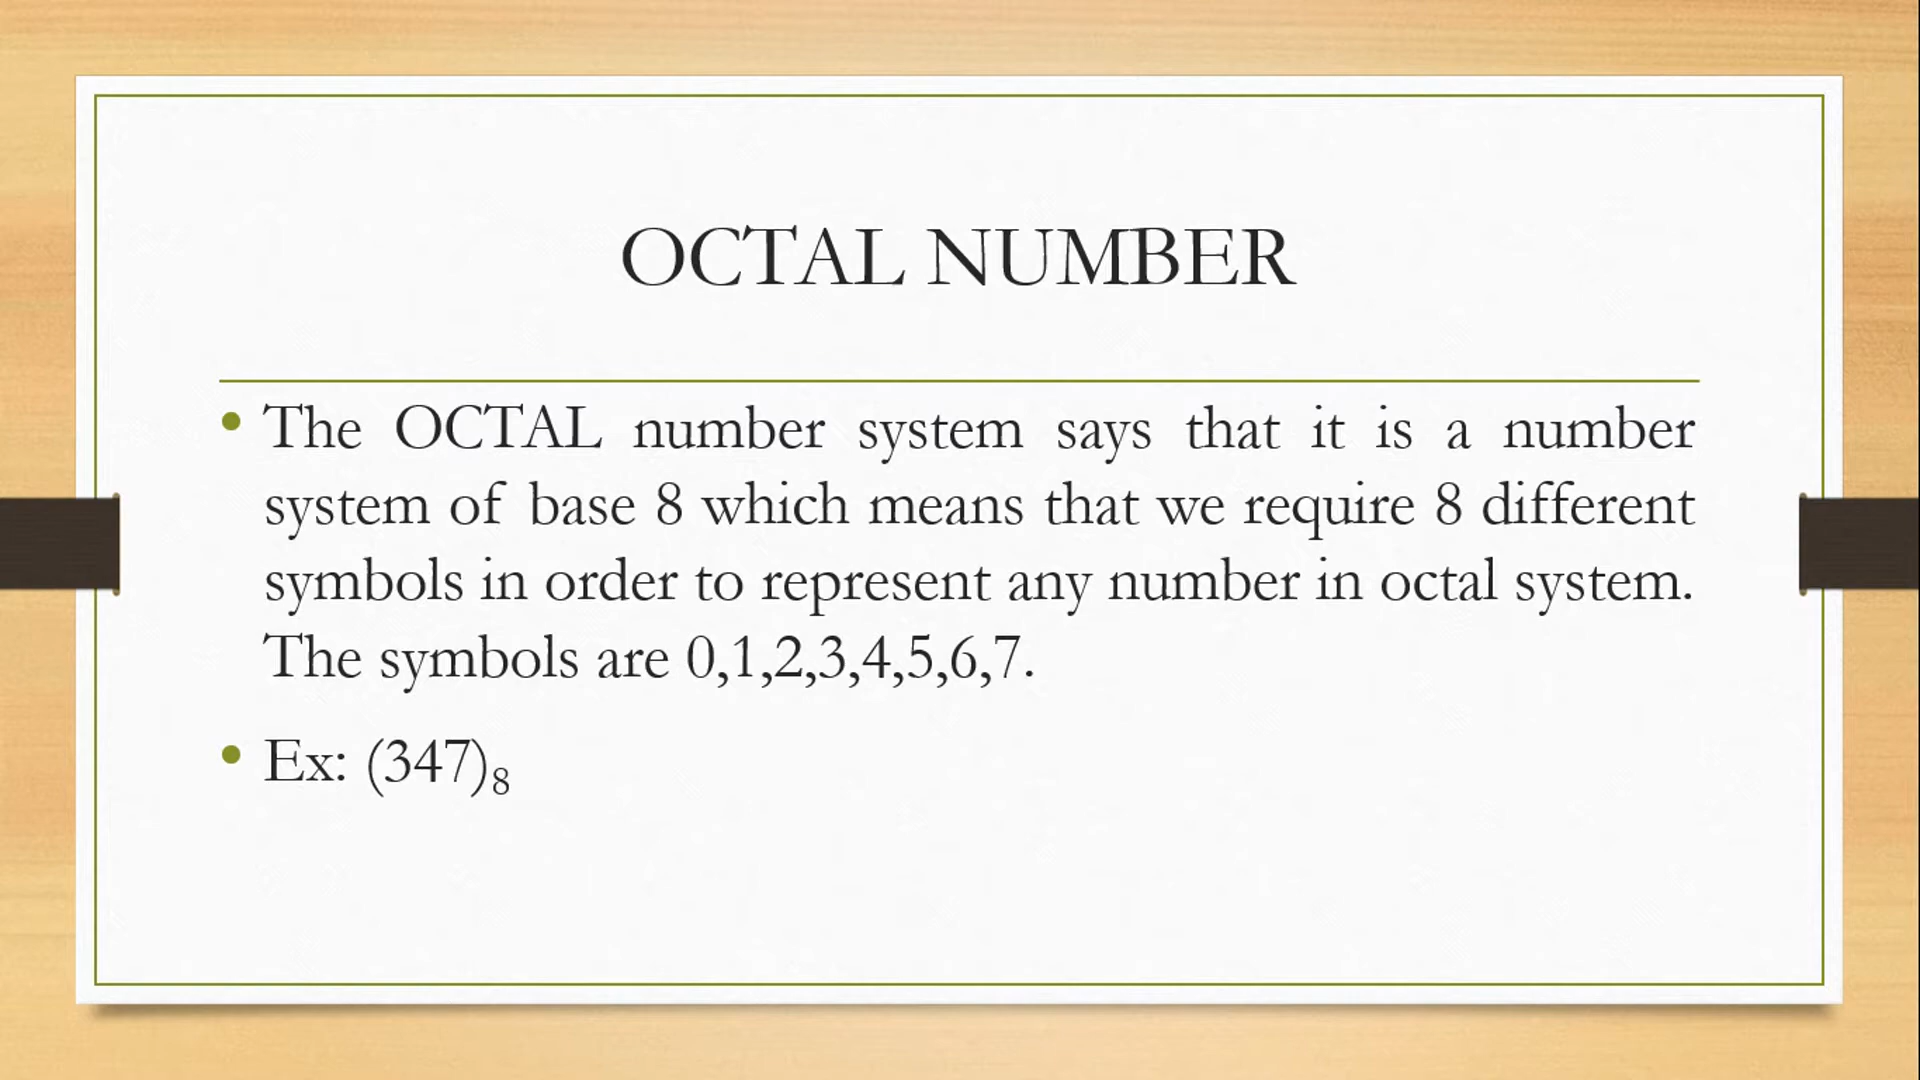 OCTAL NUMBER
• The OCTAL number system says that it is a number
system of base 8 which means that we require 8 different
symbols in order to represent any number in octal system.
The symbols are 0,1,2,3,4,5,6,7.
• Ex: (347)₈